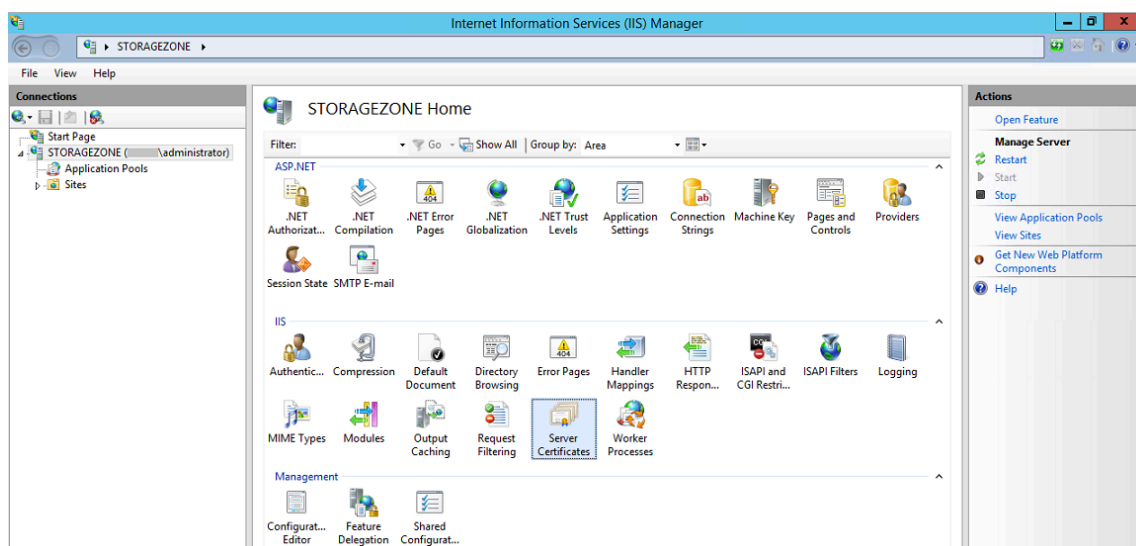 Internet Information Services (IIS) Manager
STORAGEZONE
File View Help
Connections
Start Page
STORAGEZONE ( \administrator)
Application Pools
Sites
STORAGEZONE Home
Filter: Go Show All Group by: Area
ASP.NET
.NET Authorizat...
.NET Compilation
.NET Error Pages
.NET Globalization
.NET Trust Levels
Application Settings
Connection Strings
Machine Key
Pages and Controls
Providers
Session State
SMTP E-mail
IIS
Authentic...
Compression
Default Document
Directory Browsing
Error Pages
Handler Mappings
HTTP Respon...
ISAPI and CGI Restri...
ISAPI Filters
Logging
MIME Types
Modules
Output Caching
Request Filtering
Server Certificates
Worker Processes
Management
Configurat... Editor
Feature Delegation
Shared Configurat...
Actions
Open Feature
Manage Server
Restart
Start
Stop
View Application Pools
View Sites
Get New Web Platform
Components
Help